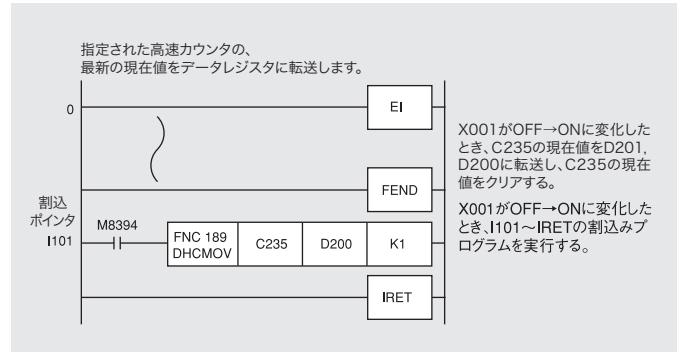 指定された高速カウンタの、
最新の現在値をデータレジスタに転送します。
0
EI
X001がOFF→ONに変化した
とき、C235の現在値をD201,
D200に転送し、C235の現在
値をクリアする。
FEND
割込
ポインタ
I101
M8394
FNC 189
DHCMOV
C235
D200
K1
X001がOFF→ONに変化した
とき、I101～IRETの割込みプ
ログラムを実行する。
IRET